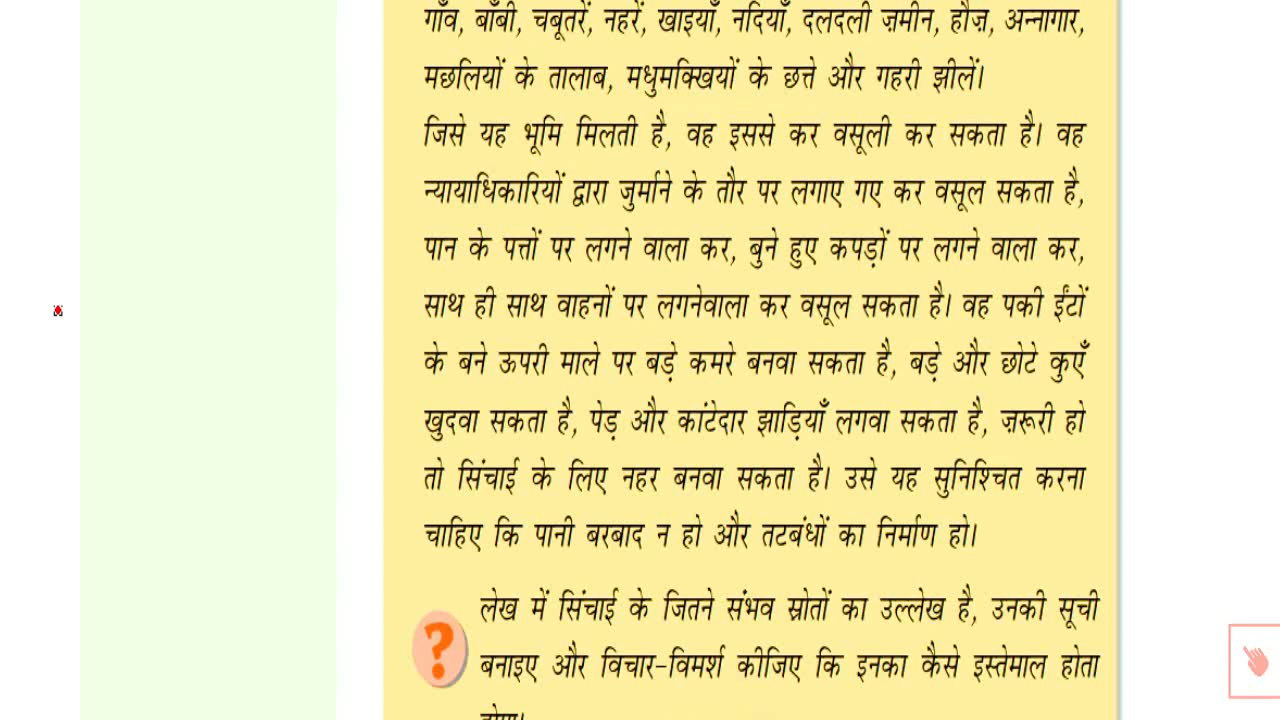 गाँव, बाँबी, चबूतरें, नहरें, खाइयाँ, नदियाँ, दलदली ज़मीन, हौज़, अन्नागार,
मछलियों के तालाब, मधुमक्खियों के छत्ते और गहरी झीलें।
जिसे यह भूमि मिलती है, वह इससे कर वसूली कर सकता है। वह
न्यायाधिकारियों द्वारा जुर्माने के तौर पर लगाए गए कर वसूल सकता है,
पान के पत्तों पर लगने वाला कर, बुने हुए कपड़ों पर लगने वाला कर,
साथ ही साथ वाहनों पर लगनेवाला कर वसूल सकता है। वह पकी ईंटों
के बने ऊपरी माले पर बड़े कमरे बनवा सकता है, बड़े और छोटे कुएँ
खुदवा सकता है, पेड़ और कांटेदार झाड़ियाँ लगवा सकता है, ज़रूरी हो
तो सिंचाई के लिए नहर बनवा सकता है। उसे यह सुनिश्चित करना
चाहिए कि पानी बरबाद न हो और तटबंधों का निर्माण हो।
? लेख में सिंचाई के जितने संभव स्रोतों का उल्लेख है, उनकी सूची
बनाइए और विचार-विमर्श कीजिए कि इनका कैसे इस्तेमाल होता